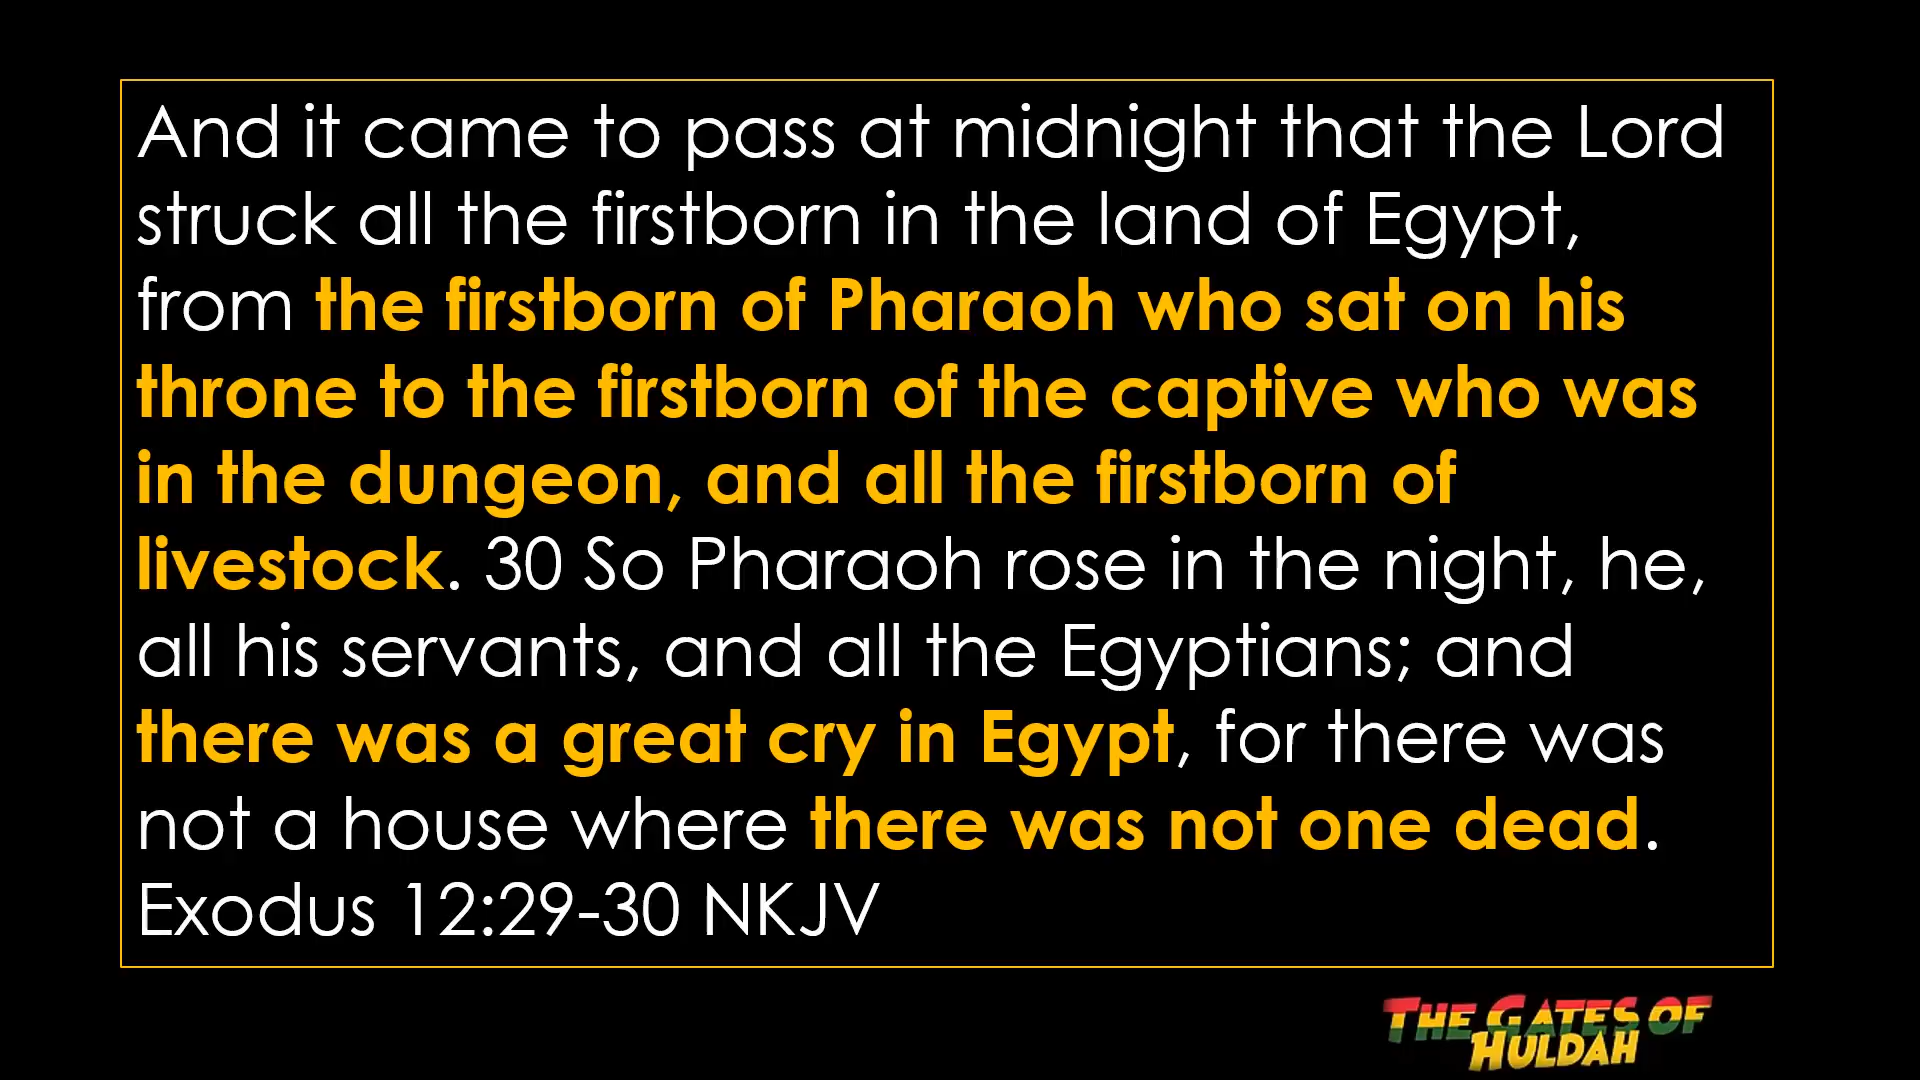 And it came to pass at midnight that the Lord
struck all the firstborn in the land of Egypt,
from the firstborn of Pharaoh who sat on his
throne to the firstborn of the captive who was
in the dungeon, and all the firstborn of
livestock. 30 So Pharaoh rose in the night, he,
all his servants, and all the Egyptians; and
there was a great cry in Egypt, for there was
not a house where there was not one dead.
Exodus 12:29-30 NKJV
THE GATES OF
HULDAH